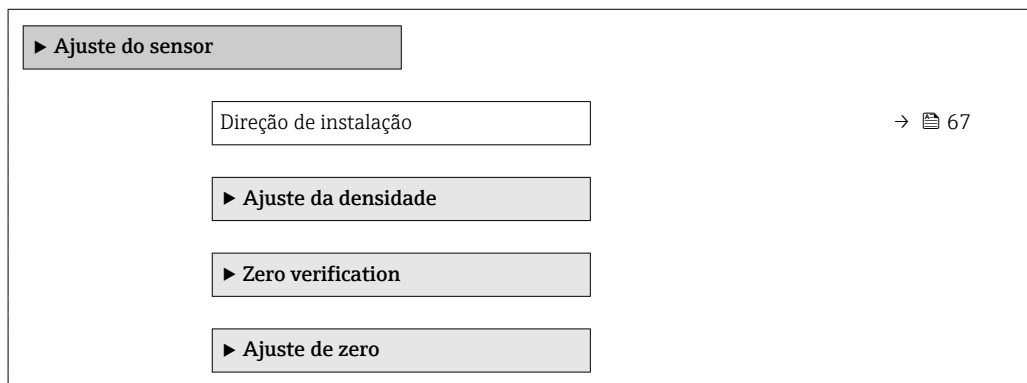 ▶ Ajuste do sensor
Direção de instalação → 67
▶ Ajuste da densidade
▶ Zero verification
▶ Ajuste de zero